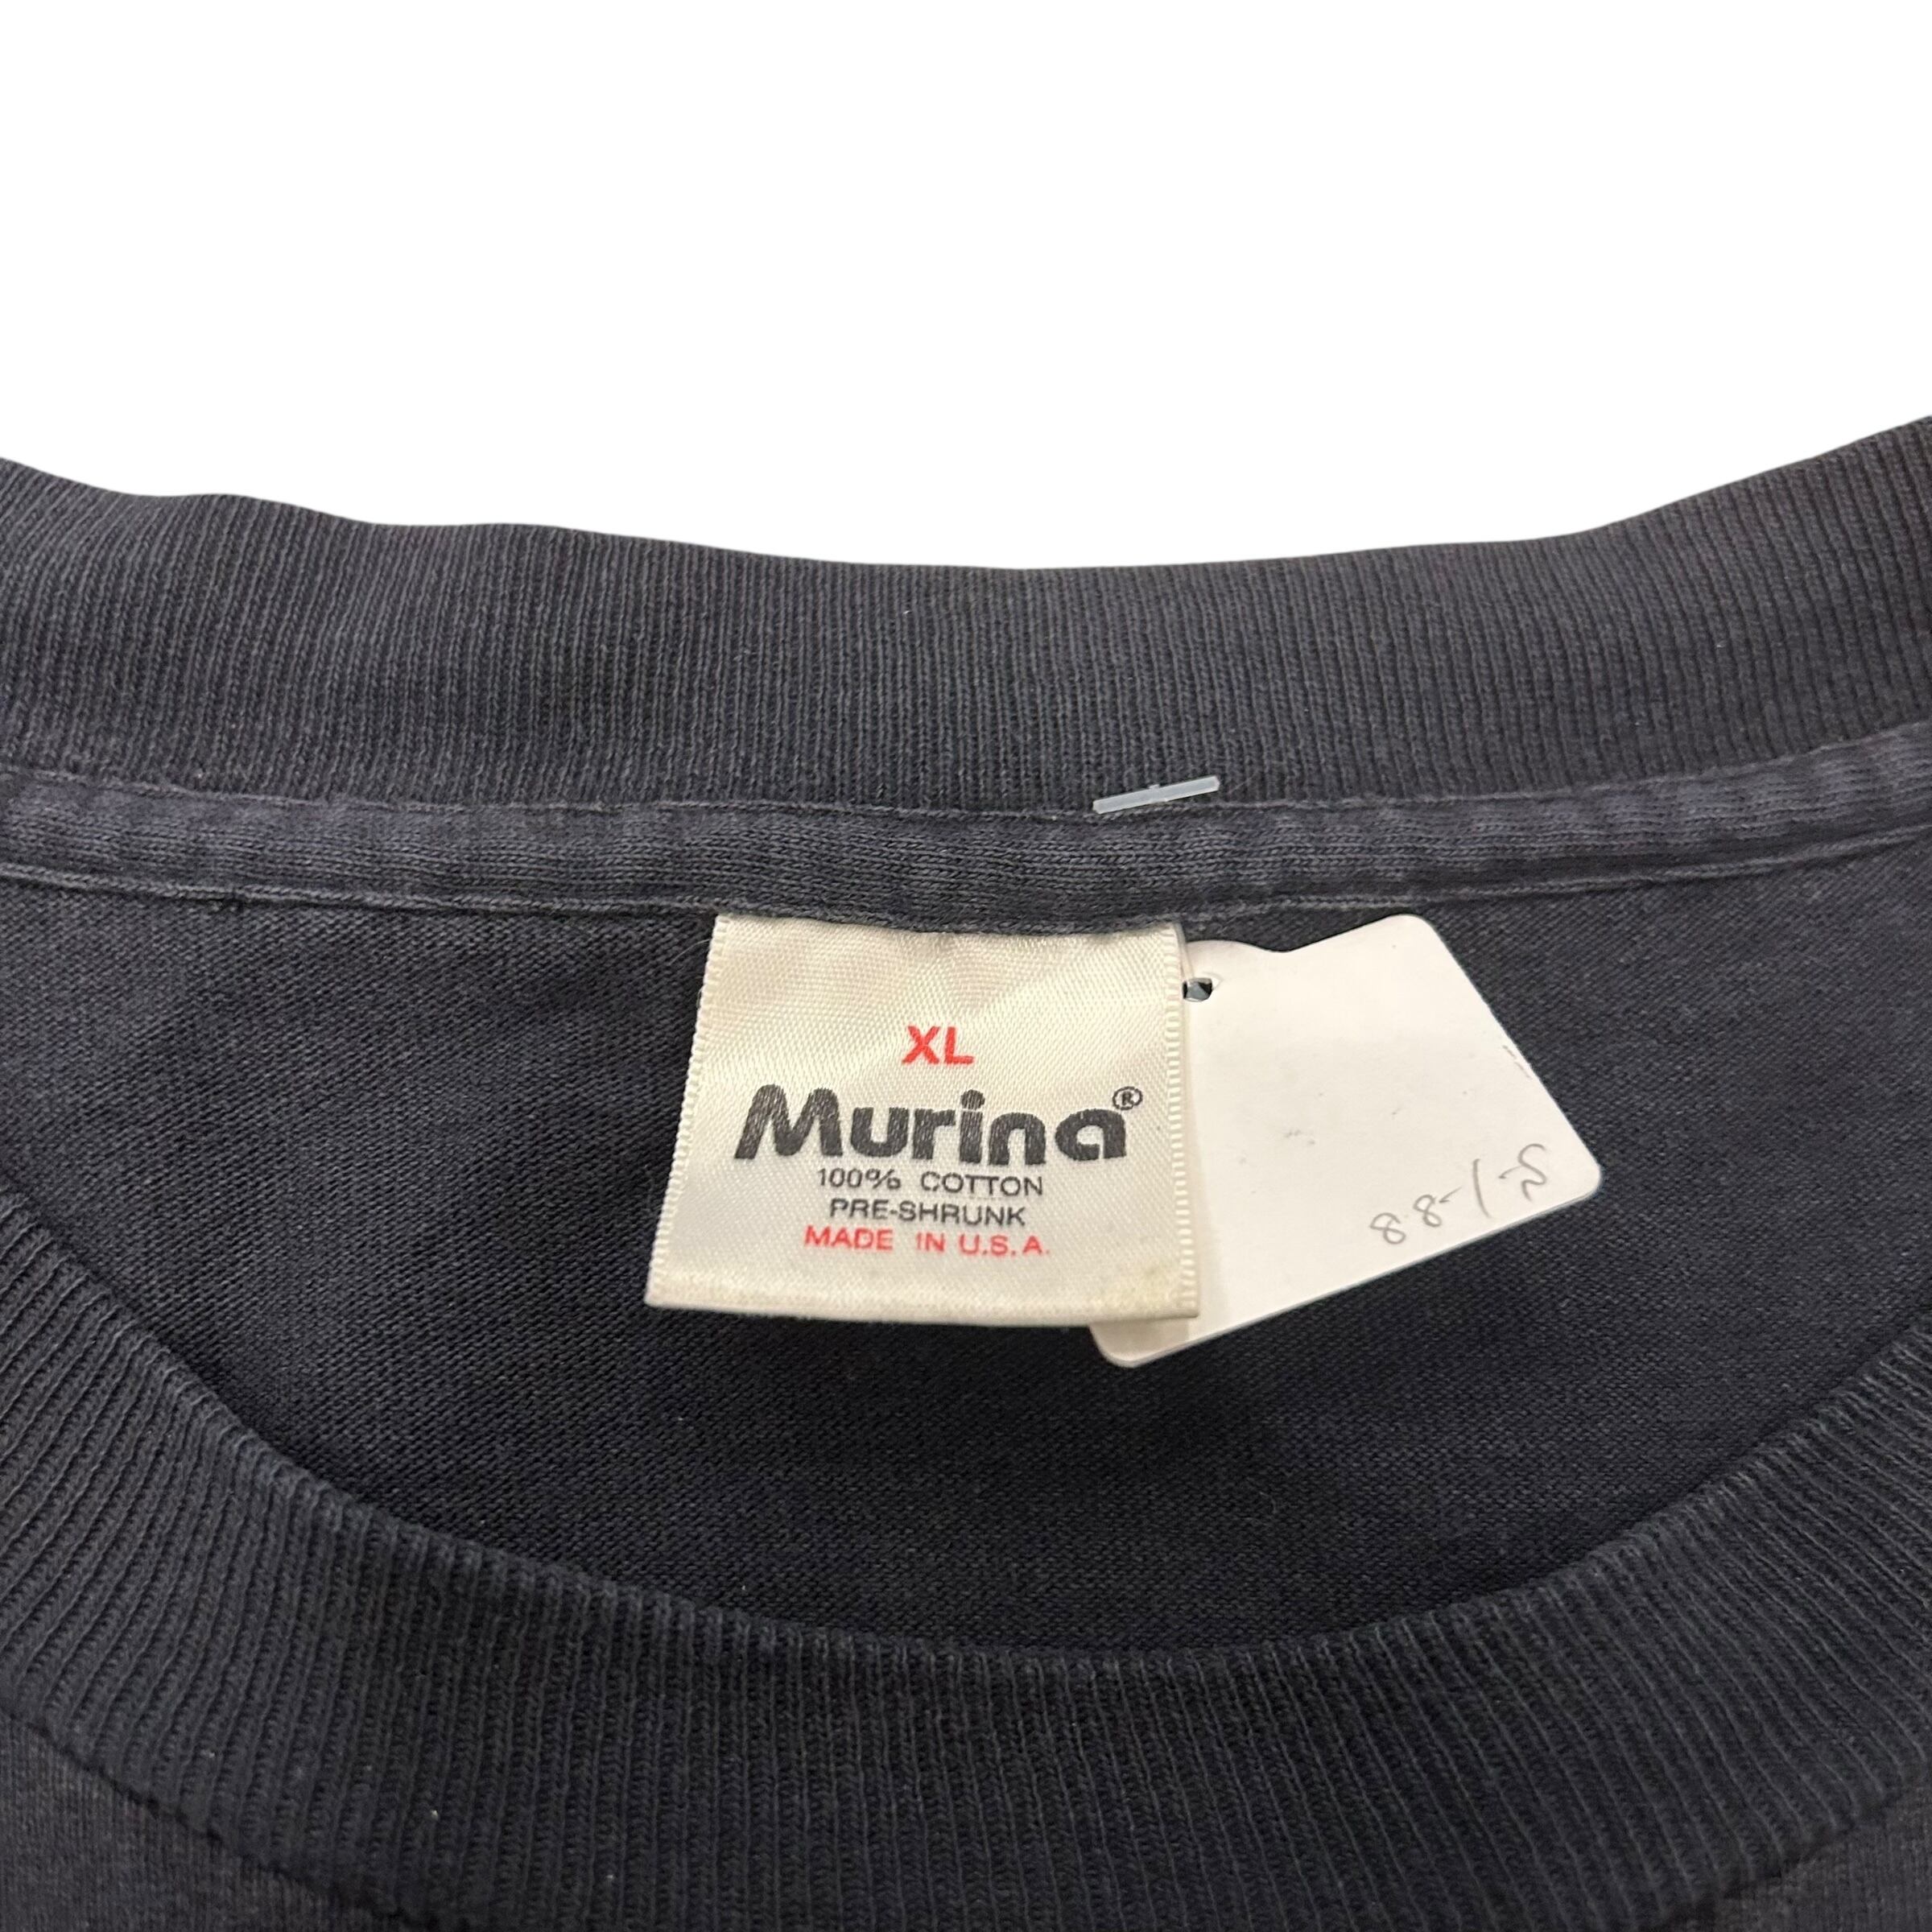 XL
Murina®
100% COTTON
PRE-SHRUNK
MADE IN U.S.A.